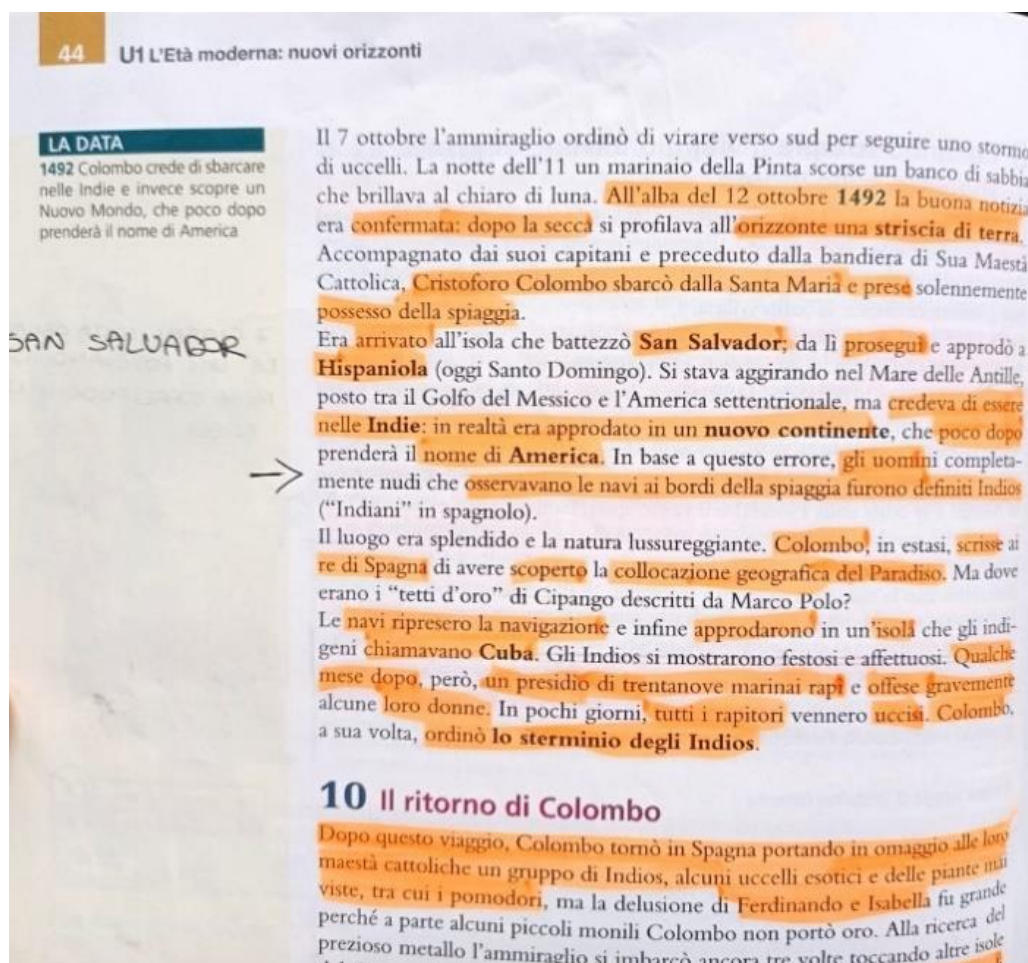 44 U1 L'Età moderna: nuovi orizzonti
LA DATA
1492 Colombo crede di sbarcare
nelle Indie e invece scopre un
Nuovo Mondo, che poco dopo
prenderà il nome di America
SAN SALVADOR
Il 7 ottobre l'ammiraglio ordinò di virare verso sud per seguire uno stormo
di uccelli. La notte dell'11 un marinaio della Pinta scorse un banco di sabbia
che brillava al chiaro di luna. All'alba del 12 ottobre 1492 la buona notizia
era confermata: dopo la secca si profilava all'orizzonte una striscia di terra.
Accompagnato dai suoi capitani e preceduto dalla bandiera di Sua Maestà
Cattolica, Cristoforo Colombo sbarcò dalla Santa Maria e prese solennemente
possesso della spiaggia.
Era arrivato all'isola che battezzò San Salvador; da lì proseguì e approdò a
Hispaniola (oggi Santo Domingo). Si stava aggirando nel Mare delle Antille,
posto tra il Golfo del Messico e l'America settentrionale, ma credeva di essere
nelle Indie: in realtà era approdato in un nuovo continente, che poco dopo
prenderà il nome di America. In base a questo errore, gli uomini completa-
mente nudi che osservavano le navi ai bordi della spiaggia furono definiti Indios
("Indiani" in spagnolo).
Il luogo era splendido e la natura lussureggiante. Colombo, in estasi, scrisse ai
re di Spagna di avere scoperto la collocazione geografica del Paradiso. Ma dove
erano i "tetti d'oro" di Cipango descritti da Marco Polo?
Le navi ripresero la navigazione e infine approdarono in un'isola che gli indi-
geni chiamavano Cuba. Gli Indios si mostrarono festosi e affettuosi. Qualche
mese dopo, però, un presidio di trentanove marinai rapì e offese gravemente
alcune loro donne. In pochi giorni, tutti i rapitori vennero uccisi. Colombo,
a sua volta, ordinò lo sterminio degli Indios.
10 Il ritorno di Colombo
Dopo questo viaggio, Colombo tornò in Spagna portando in omaggio alle loro
maestà cattoliche un gruppo di Indios, alcuni uccelli esotici e delle piante mai
viste, tra cui i pomodori, ma la delusione di Ferdinando e Isabella fu grande
perché a parte alcuni piccoli monili Colombo non portò oro. Alla ricerca del
prezioso metallo l'ammiraglio si imbarcò ancora tre volte toccando altre isole